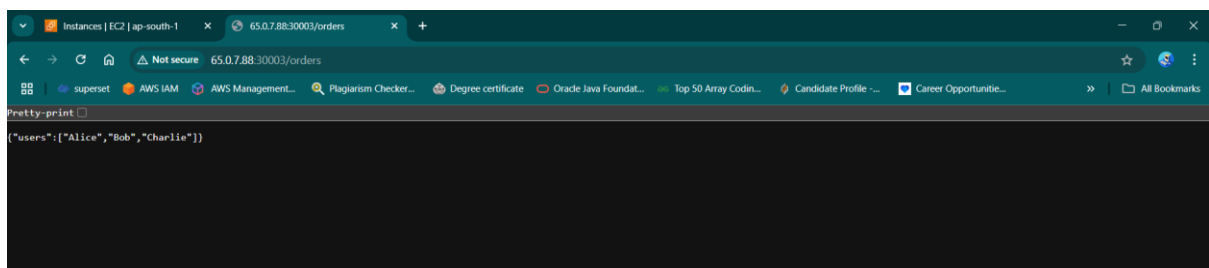 Instances | EC2 | ap-south-1 65.0.7.88:30003/orders
Not secure 65.0.7.88:30003/orders
superset AWS IAM AWS Management... Plagiarism Checker... Degree certificate Oracle Java Foundat... Top 50 Array Codin... Candidate Profile -... Career Opportunitie... » All Bookmarks
Pretty-print
{"users":["Alice","Bob","Charlie"]}